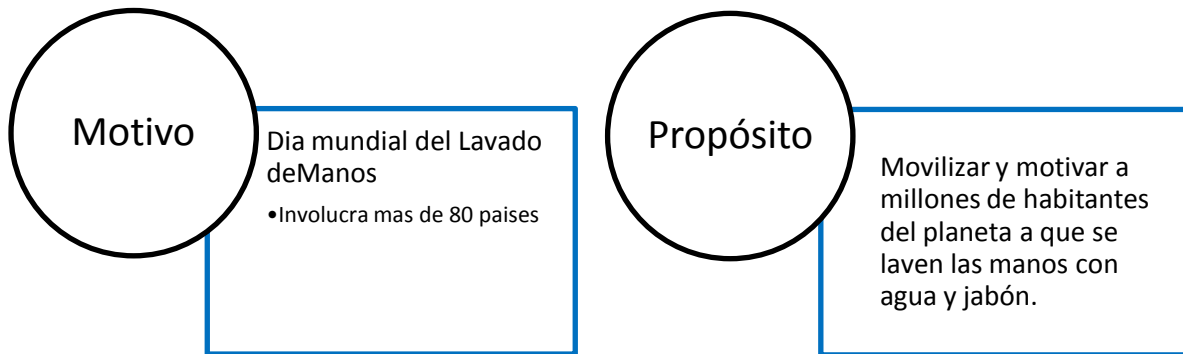 Motivo
Dia mundial del Lavado
deManos
•Involucra mas de 80 paises
Propósito
Movilizar y motivar a
millones de habitantes
del planeta a que se
laven las manos con
agua y jabón.